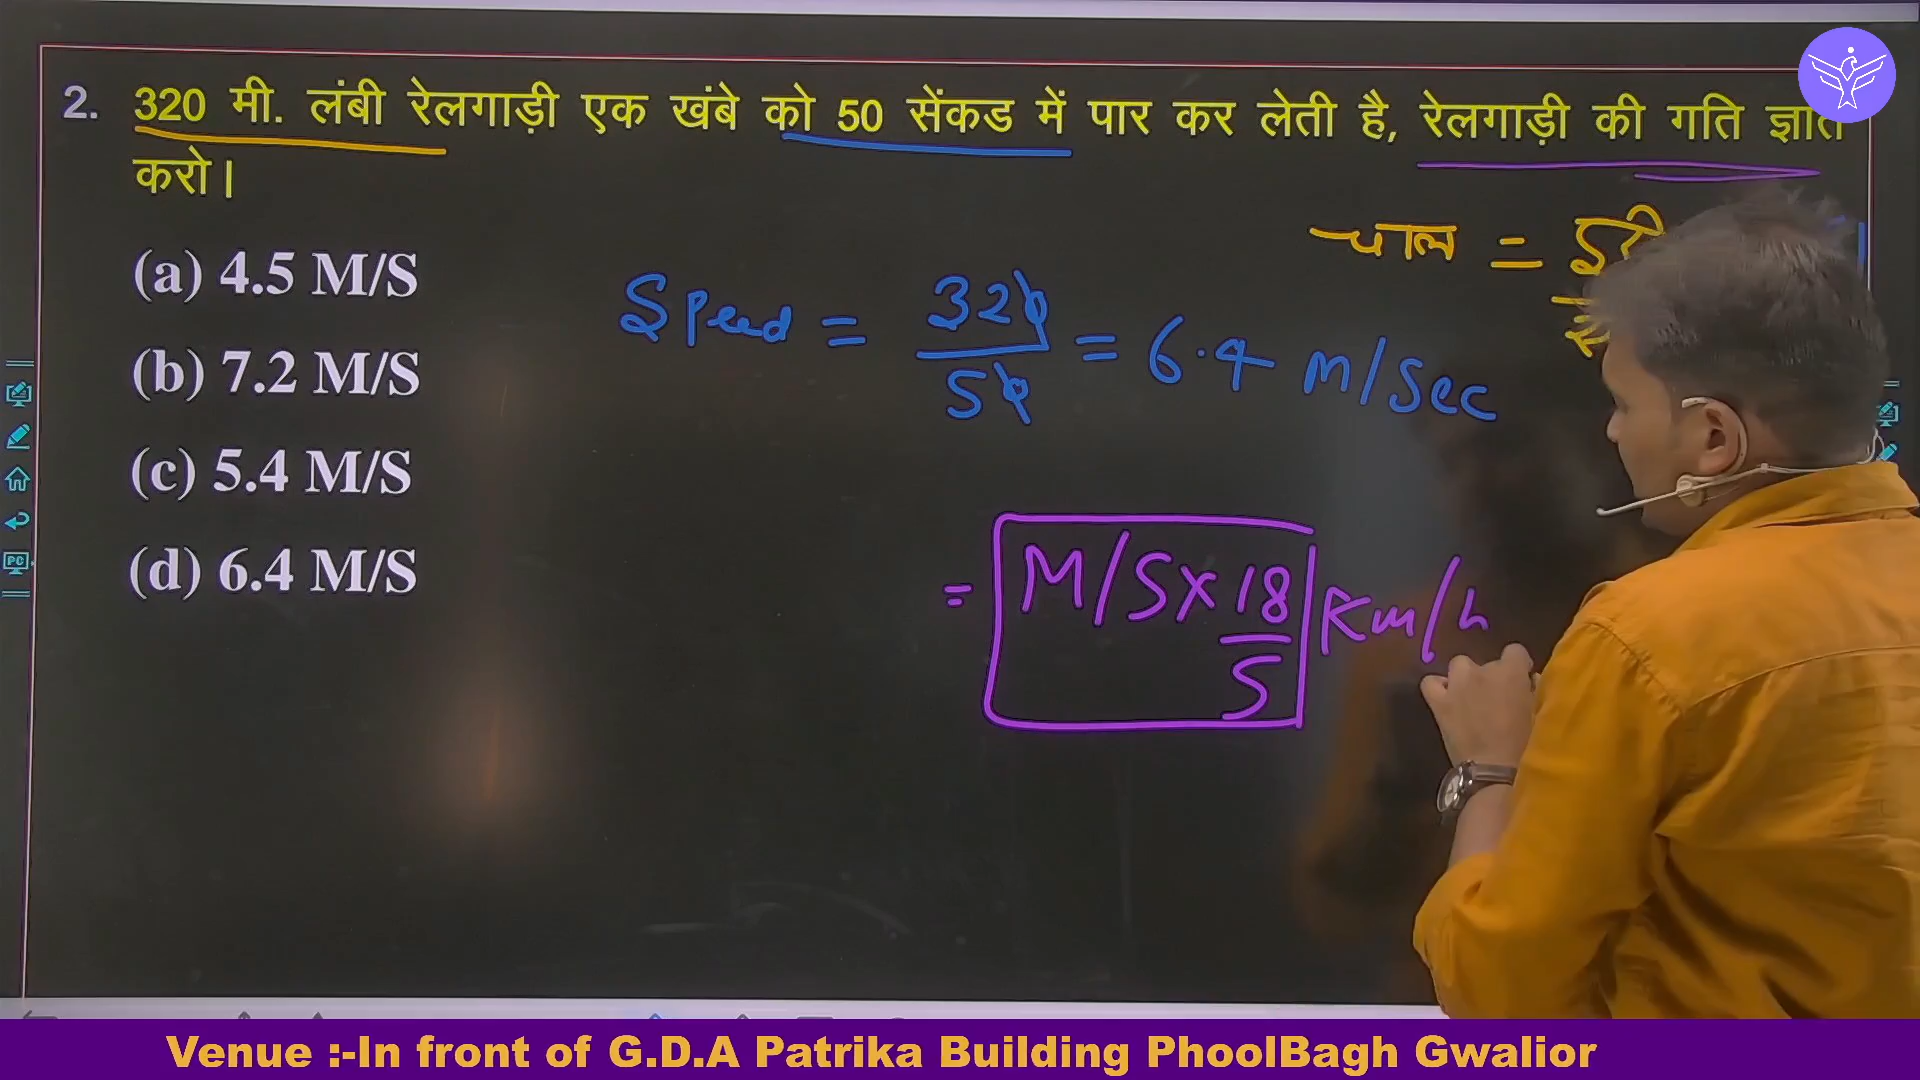 2. 320 मी. लंबी रेलगाड़ी एक खंबे को 50 सेंकड में पार कर लेती है, रेलगाड़ी की गति ज्ञात
करो।
चाल =
(a) 4.5 M/S
(b) 7.2 M/S
(c) 5.4 M/S
(d) 6.4 M/S
Speed = 320/50 = 6.4 m/sec
= M/S × 18/5 Km/h
Venue :-In front of G.D.A Patrika Building PhoolBagh Gwalior